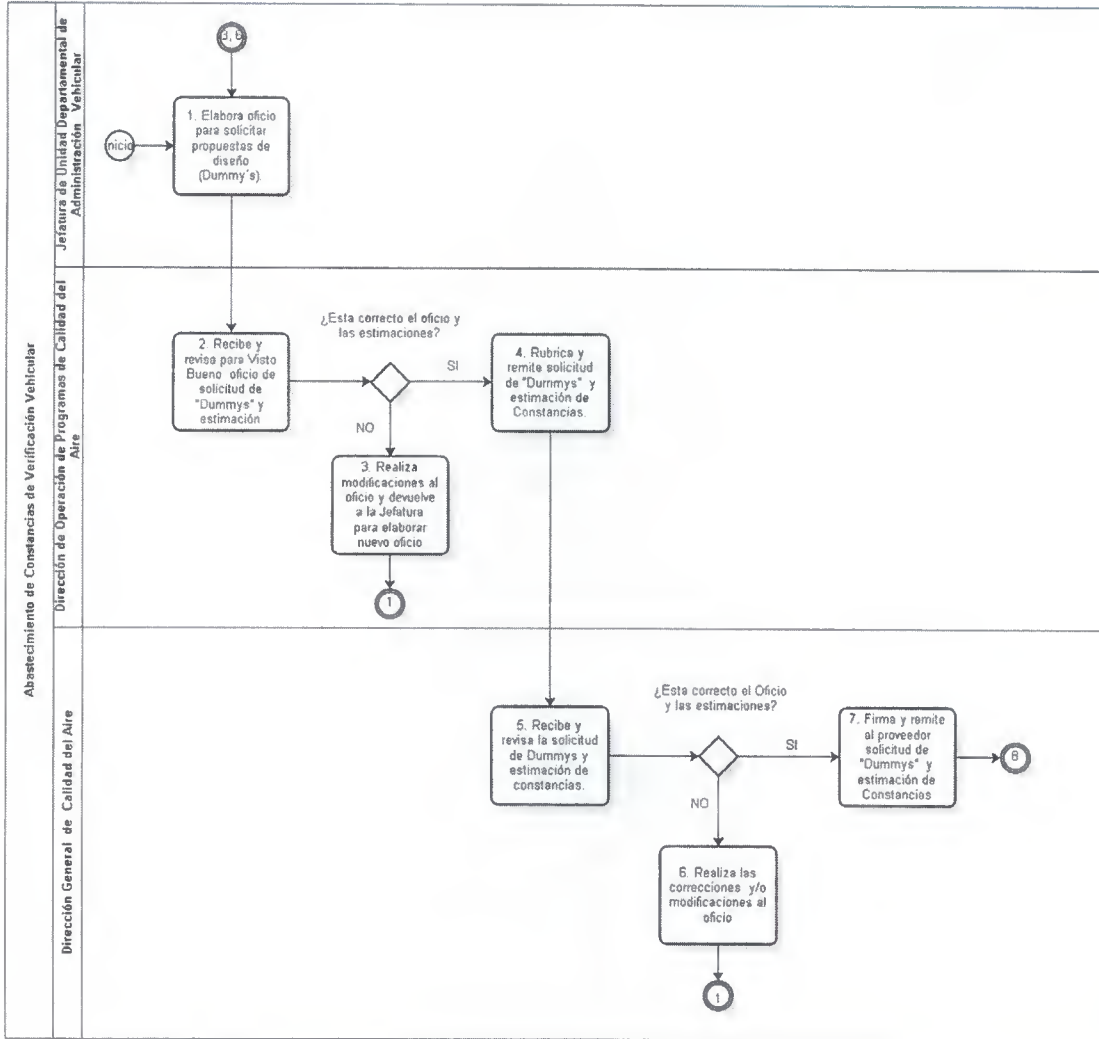 Abastecimiento de Constancias de Verificación Vehicular
Jefatura de Unidad Departamental de
Administración Vehicular
3, 6
Inicio
1. Elabora oficio
para solicitar
propuestas de
diseño
(Dummy´s).
Dirección de Operación de Programas de Calidad del
Aire
2. Recibe y
revisa para Visto
Bueno oficio de
solicitud de
"Dummys" y
estimación
¿Esta correcto el oficio y
las estimaciones?
SI
NO
3. Realiza
modificaciones al
oficio y devuelve
a la Jefatura
para elaborar
nuevo oficio
1
4. Rubrica y
remite solicitud
de "Dummys" y
estimación de
Constancias.
Dirección General de Calidad del Aire
5. Recibe y
revisa la solicitud
de Dummys y
estimación de
constancias.
¿Esta correcto el Oficio
y las estimaciones?
SI
NO
6. Realiza las
correcciones y/o
modificaciones al
oficio
1
7. Firma y remite
al proveedor
solicitud de
"Dummys" y
estimación de
Constancias
8